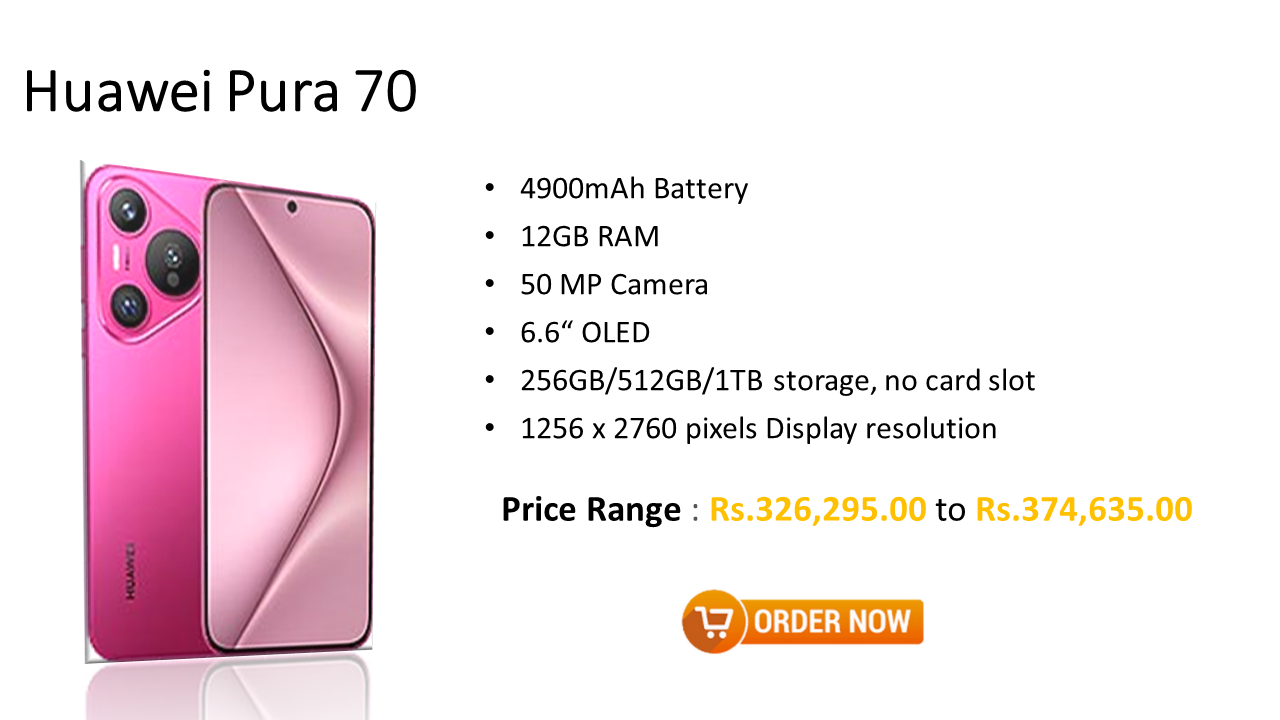 Huawei Pura 70
• 4900mAh Battery
• 12GB RAM
• 50 MP Camera
• 6.6“ OLED
• 256GB/512GB/1TB storage, no card slot
• 1256 x 2760 pixels Display resolution
Price Range : Rs.326,295.00 to Rs.374,635.00
HUAWEI
ORDER NOW